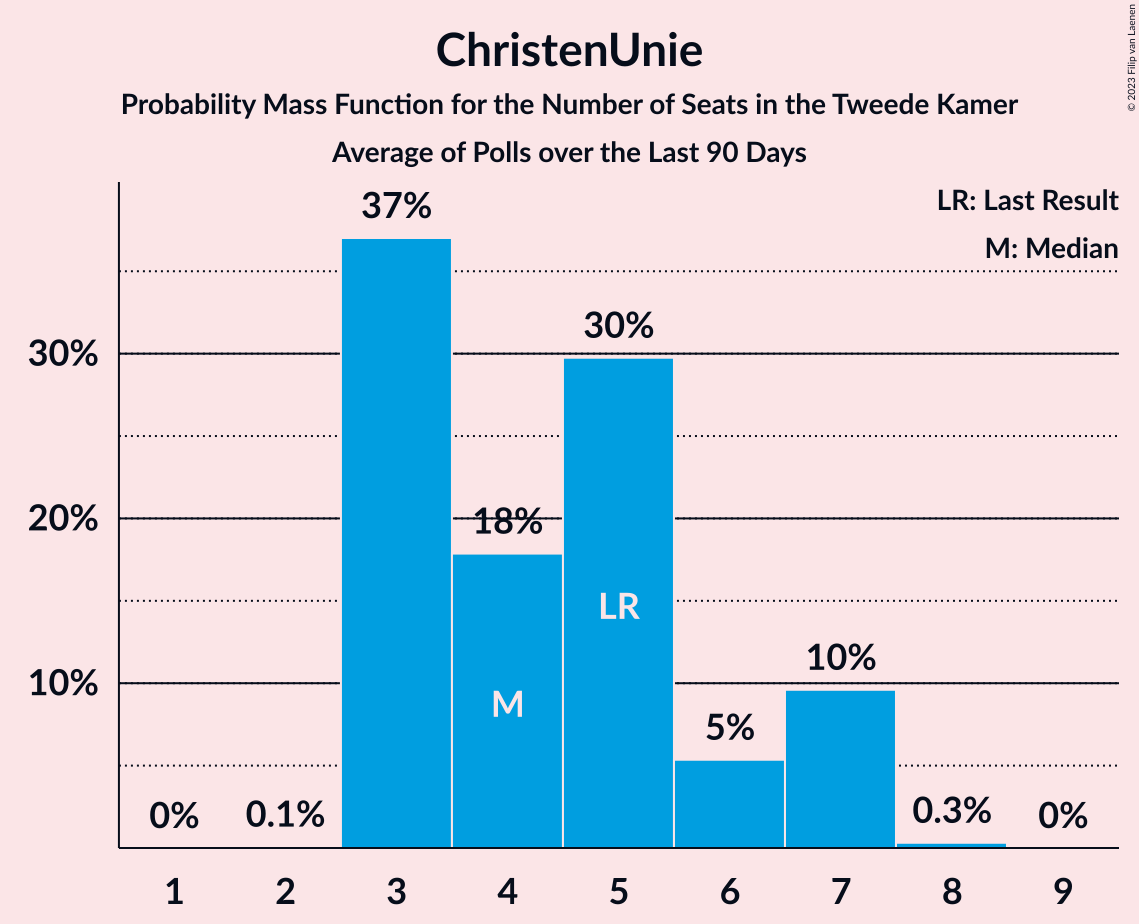 ChristenUnie
Probability Mass Function for the Number of Seats in the Tweede Kamer
Average of Polls over the Last 90 Days
© 2023 Filip van Laenen
LR: Last Result
M: Median
37%
30%
18%
10%
5%
0%
0.1%
0.3%
0%
LR
M
30%
20%
10%
1 2 3 4 5 6 7 8 9